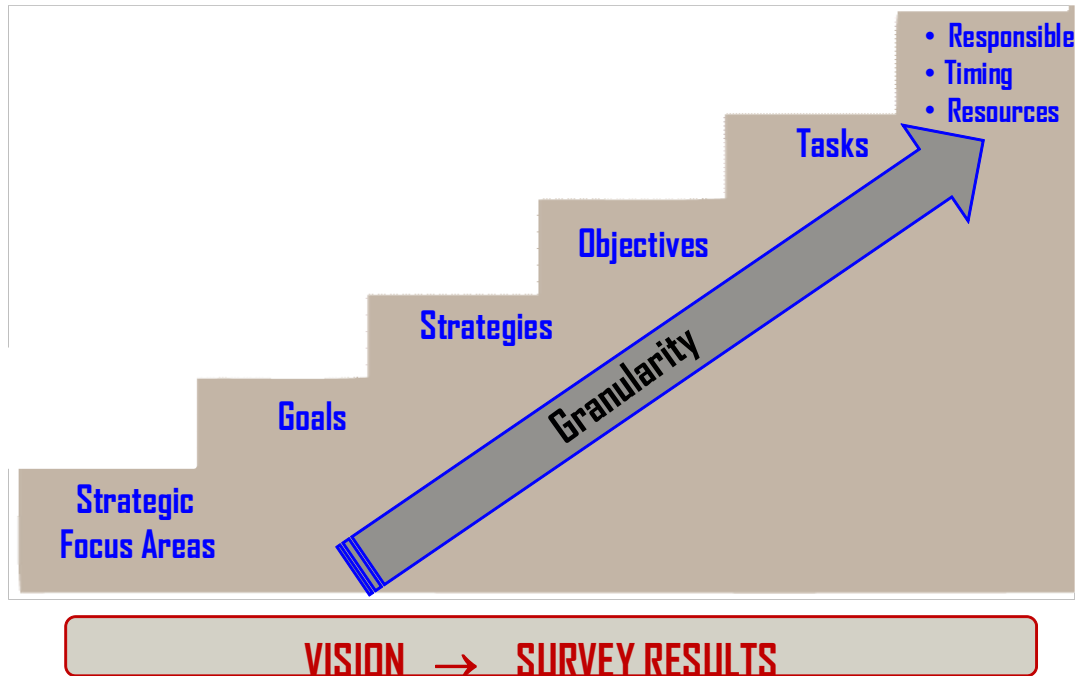 • Responsible
• Timing
• Resources
Tasks
Objectives
Strategies
Granularity
Goals
Strategic
Focus Areas
VISION → SURVEY RESULTS